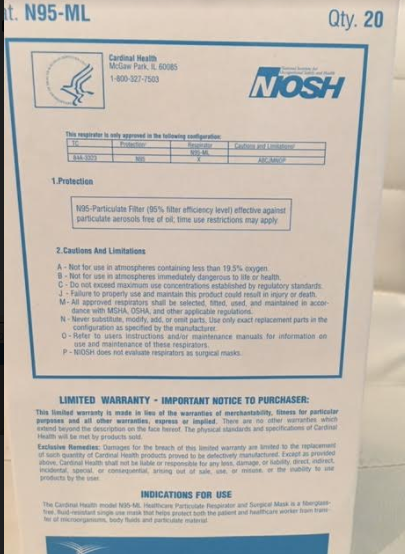 nt. N95-ML
Qty. 20
Cardinal Health
McGaw Park, IL 60085
1-800-327-7503
National Institute for
Occupational Safety and Health
NIOSH
This respirator is only approved in the following configuration:
TC Protection Respirator Cautions and Limitations
N95-ML
84A-3323 N95 X ABCJMNOP
1.Protection
N95-Particulate Filter (95% filter efficiency level) effective against
particulate aerosols free of oil, time use restrictions may apply
2.Cautions And Limitations
A - Not for use in atmospheres containing less than 19.5% oxygen.
B - Not for use in atmospheres immediately dangerous to life or health.
C - Do not exceed maximum use concentrations established by regulatory standards.
J - Failure to properly use and maintain this product could result in injury or death.
M - All approved respirators shall be selected, fitted, used, and maintained in accor-
dance with MSHA, OSHA, and other applicable regulations.
N - Never substitute, modify, add, or omit parts. Use only exact replacement parts in the
configuration as specified by the manufacturer.
O - Refer to users instructions and/or maintenance manuals for information on
use and maintenance of these respirators.
P - NIOSH does not evaluate respirators as surgical masks.
LIMITED WARRANTY - IMPORTANT NOTICE TO PURCHASER:
This limited warranty is made in lieu of the warranties of merchantability, fitness for particular
purposes and all other warranties, express or implied. There are no other warranties which
extend beyond the description on the face hereof. The physical standards and specifications of Cardinal
Health will be met by products sold.
Exclusive Remedies: Damages for the breach of this limited warranty are limited to the replacement
of such quantity of Cardinal Health products proved to be defectively manufactured. Except as provided
above, Cardinal Health shall not be liable or responsible for any loss, damage, or liability, direct, indirect,
incidental, special, or consequential, arising out of sale, use, or misuse, or the inability to use
products by the user.
INDICATIONS FOR USE
The Cardinal Health model N95-ML Healthcare Particulate Respirator and Surgical Mask is a fiberglass-
free, fluid-resistant single use mask that helps protect both the patient and healthcare worker from trans-
fer of microorganisms, body fluids and particulate material